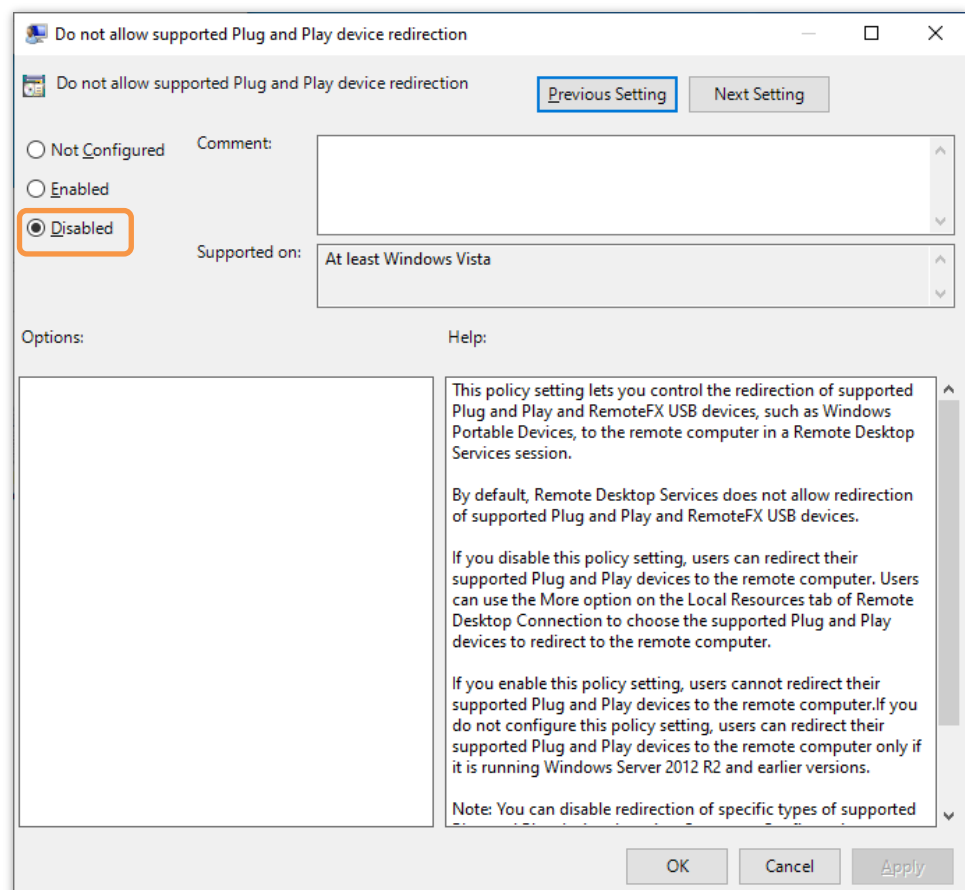 Do not allow supported Plug and Play device redirection
Do not allow supported Plug and Play device redirection
Previous Setting
Next Setting
Not Configured
Comment:
Enabled
Disabled
Supported on:
At least Windows Vista
Options:
Help:
This policy setting lets you control the redirection of supported
Plug and Play and RemoteFX USB devices, such as Windows
Portable Devices, to the remote computer in a Remote Desktop
Services session.
By default, Remote Desktop Services does not allow redirection
of supported Plug and Play and RemoteFX USB devices.
If you disable this policy setting, users can redirect their
supported Plug and Play devices to the remote computer. Users
can use the More option on the Local Resources tab of Remote
Desktop Connection to choose the supported Plug and Play
devices to redirect to the remote computer.
If you enable this policy setting, users cannot redirect their
supported Plug and Play devices to the remote computer.If you
do not configure this policy setting, users can redirect their
supported Plug and Play devices to the remote computer only if
it is running Windows Server 2012 R2 and earlier versions.
Note: You can disable redirection of specific types of supported
OK
Cancel
Apply